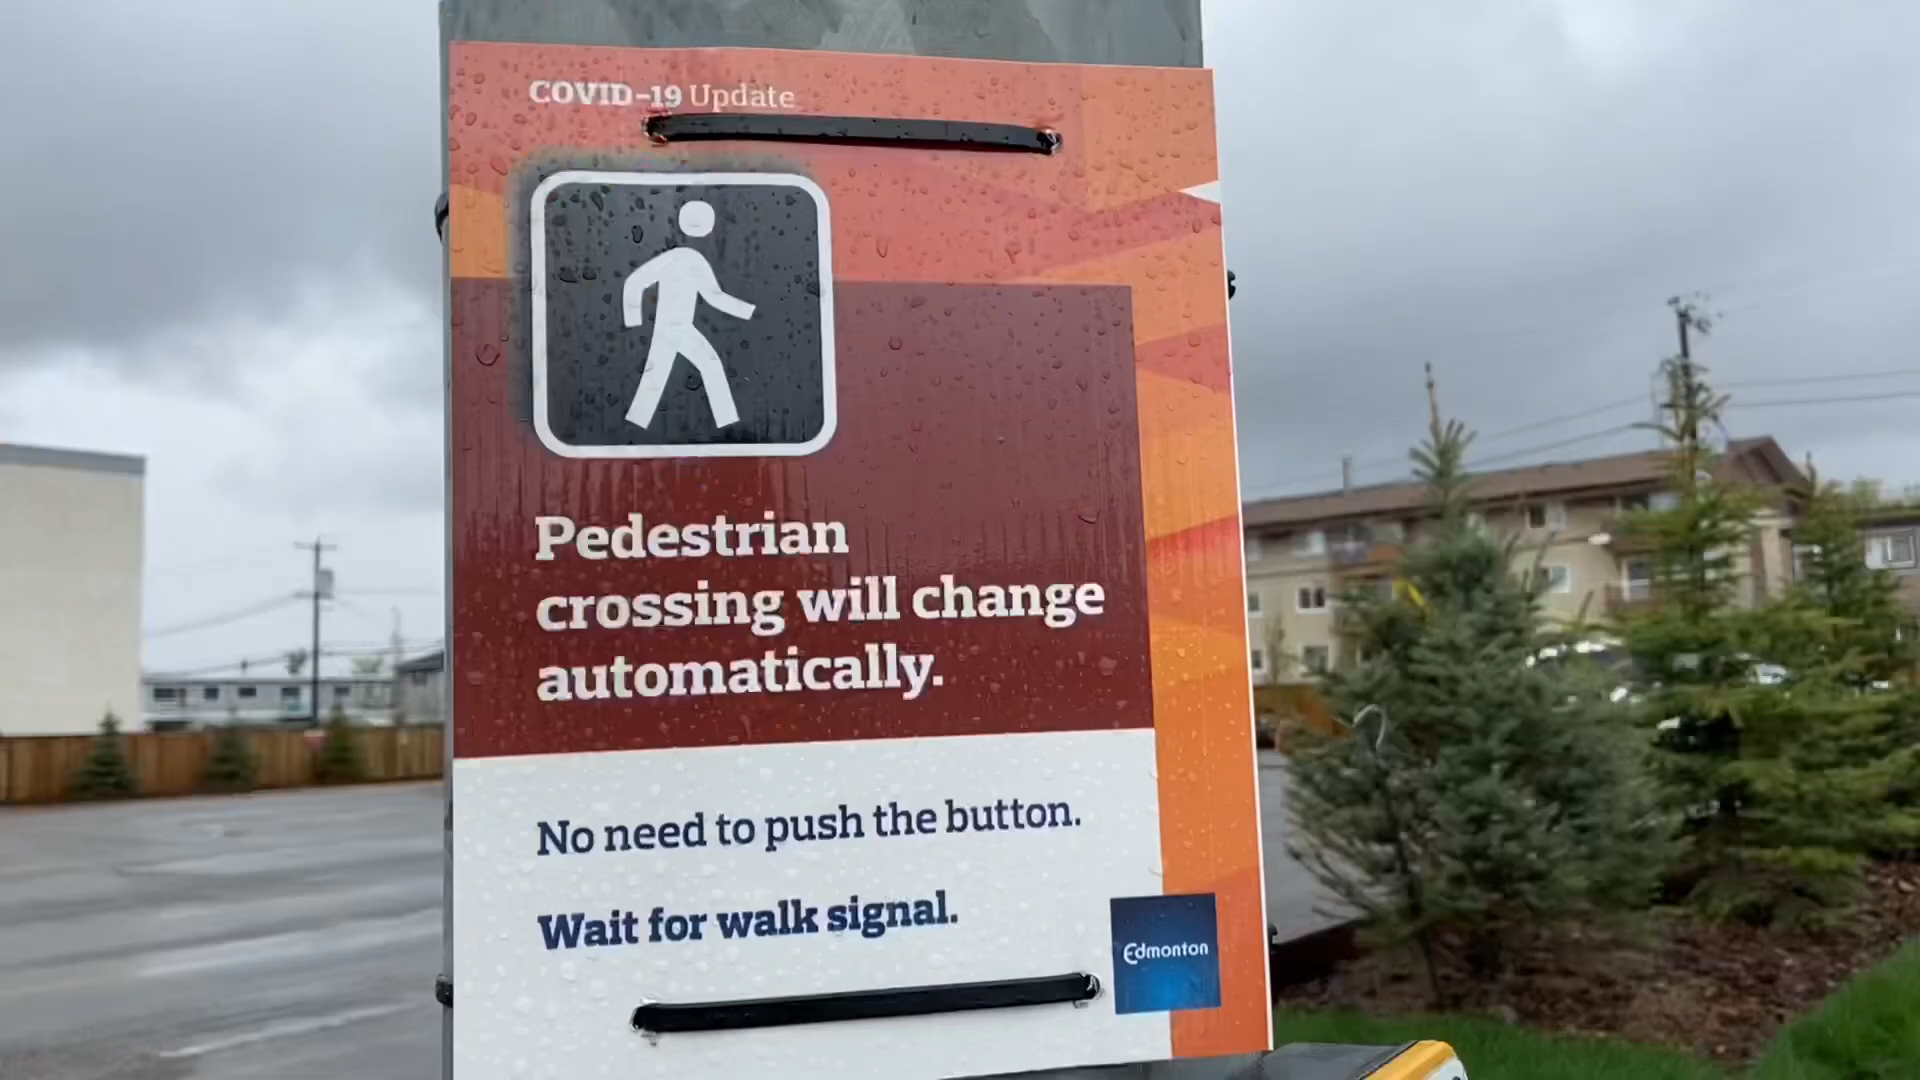 COVID-19 Update
Pedestrian
crossing will change
automatically.
No need to push the button.
Wait for walk signal.
Edmonton